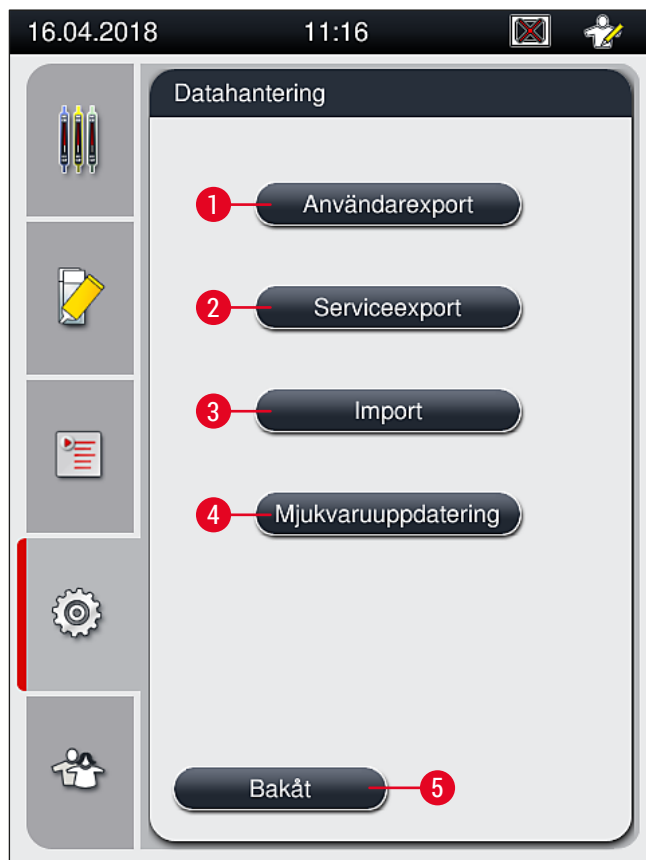 16.04.2018 11:16
Datahantering
1 Användarexport
2 Serviceexport
3 Import
4 Mjukvaruuppdatering
Bakåt 5